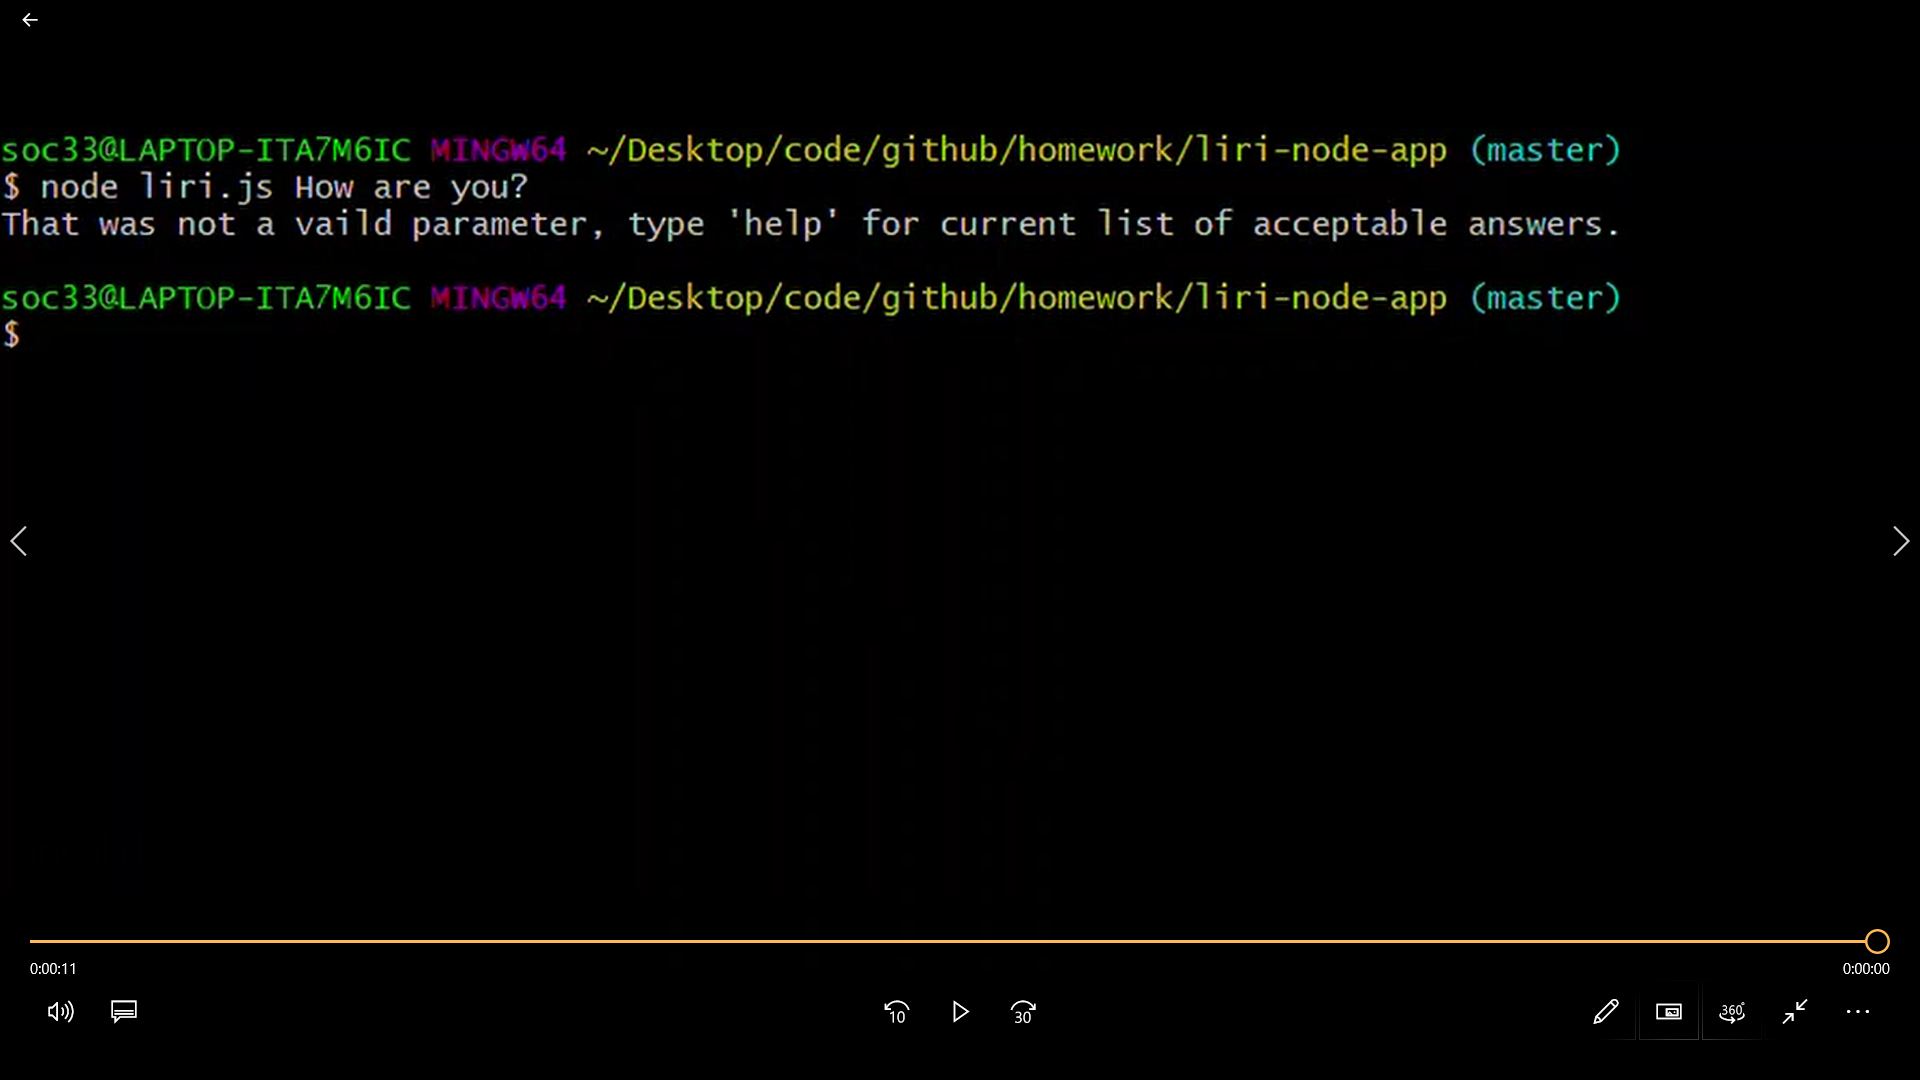 soc33@LAPTOP-ITA7M6IC MINGW64 ~/Desktop/code/github/homework/liri-node-app (master)
$ node liri.js How are you?
That was not a vaild parameter, type 'help' for current list of acceptable answers.
soc33@LAPTOP-ITA7M6IC MINGW64 ~/Desktop/code/github/homework/liri-node-app (master)
$
0:00:11 0:00:00
10 30 360°